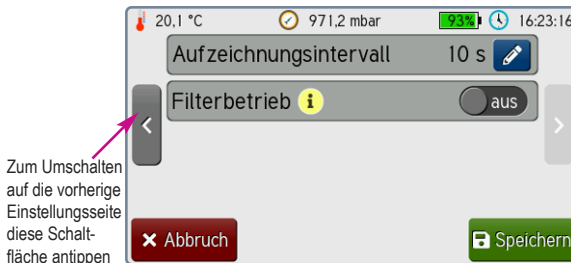 20,1 °C 971,2 mbar 93% 16:23:16
Aufzeichnungsintervall 10 s
Filterbetrieb i aus
Zum Umschalten
auf die vorherige
Einstellungsseite
diese Schalt-
fläche antippen
Abbruch
Speichern